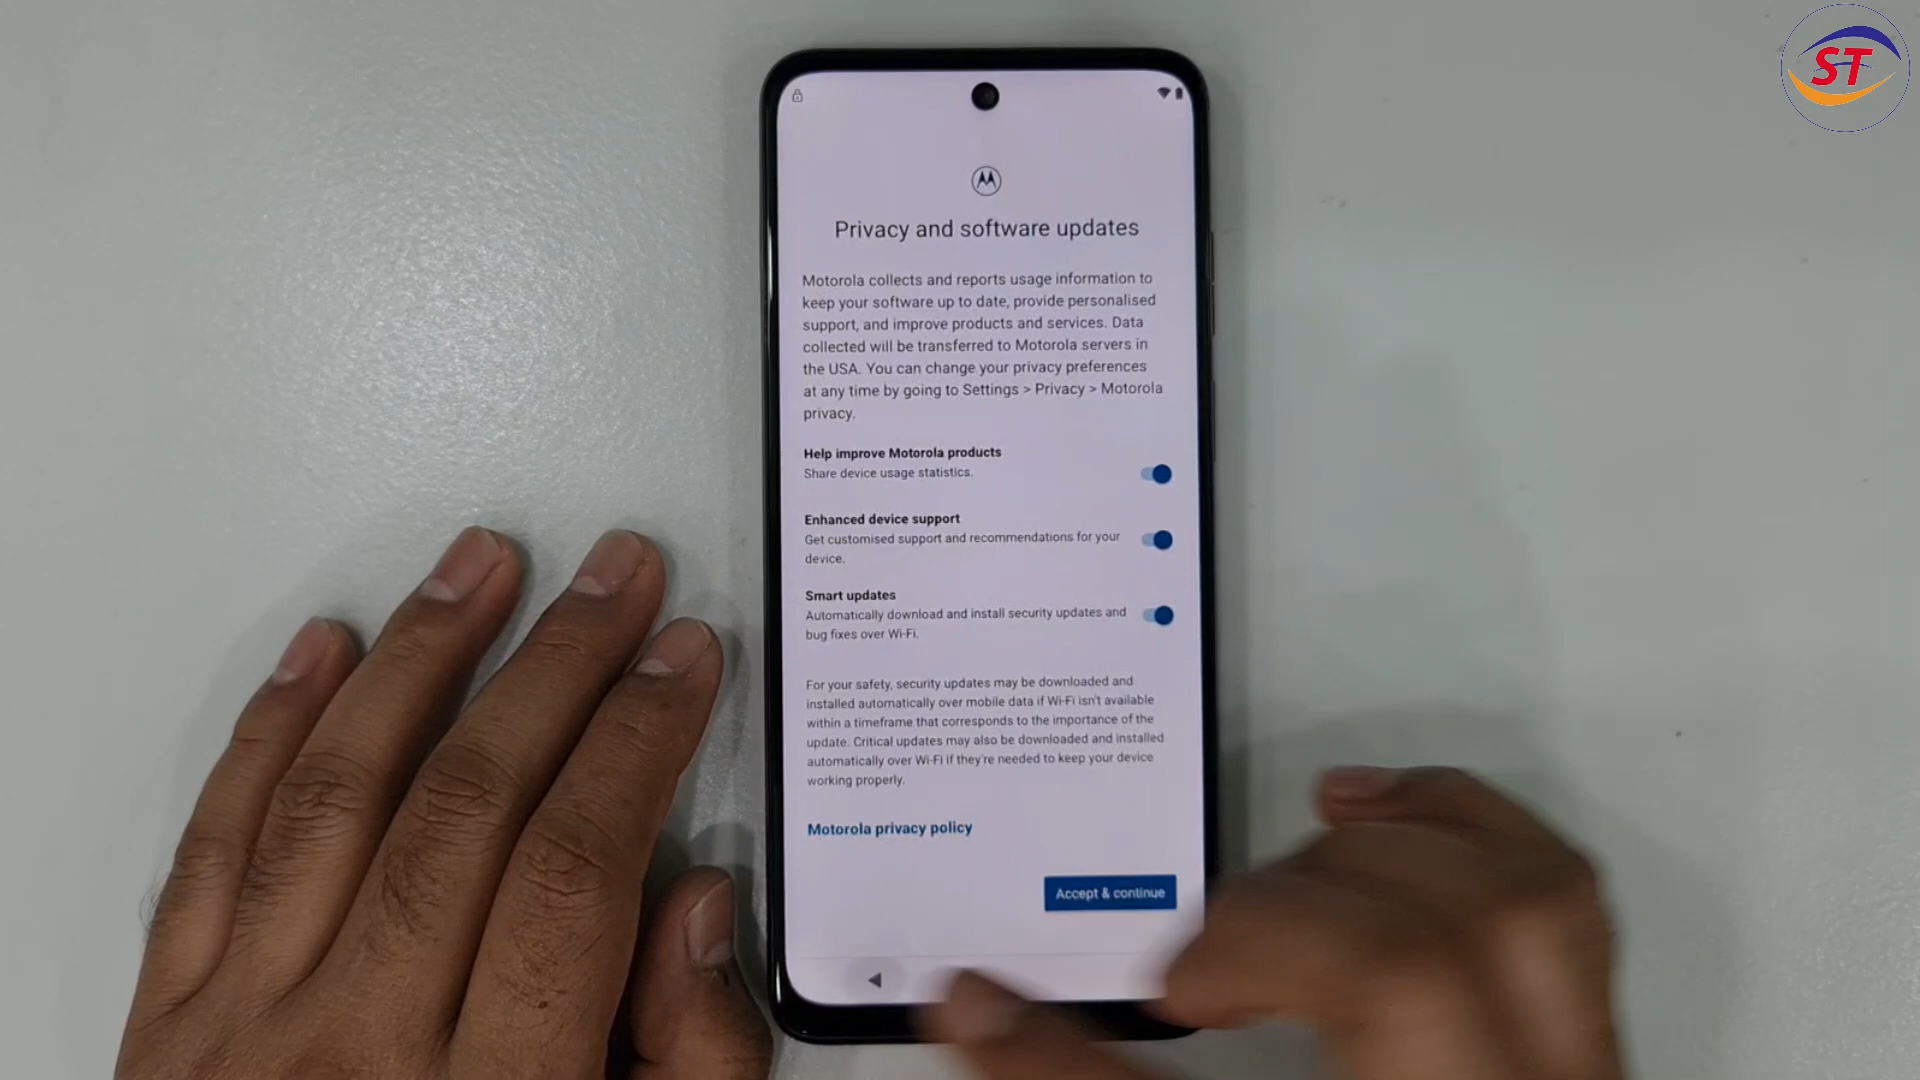 ST
Privacy and software updates
Motorola collects and reports usage information to
keep your software up to date, provide personalised
support, and improve products and services. Data
collected will be transferred to Motorola servers in
the USA. You can change your privacy preferences
at any time by going to Settings > Privacy > Motorola
privacy.
Help improve Motorola products
Share device usage statistics.
Enhanced device support
Get customised support and recommendations for your
device.
Smart updates
Automatically download and install security updates and
bug fixes over Wi-Fi.
For your safety, security updates may be downloaded and
installed automatically over mobile data if Wi-Fi isn't available
within a timeframe that corresponds to the importance of the
update. Critical updates may also be downloaded and installed
automatically over Wi-Fi if they're needed to keep your device
working properly.
Motorola privacy policy
Accept & continue